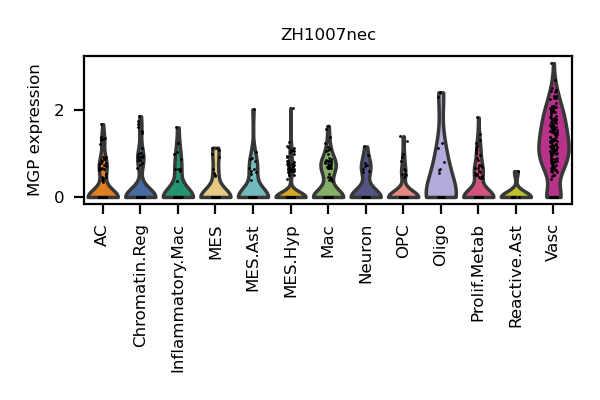 ZH1007nec
MGP expression
2
0
AC
Chromatin.Reg
Inflammatory.Mac
MES
MES.Ast
MES.Hyp
Mac
Neuron
OPC
Oligo
Prolif.Metab
Reactive.Ast
Vasc